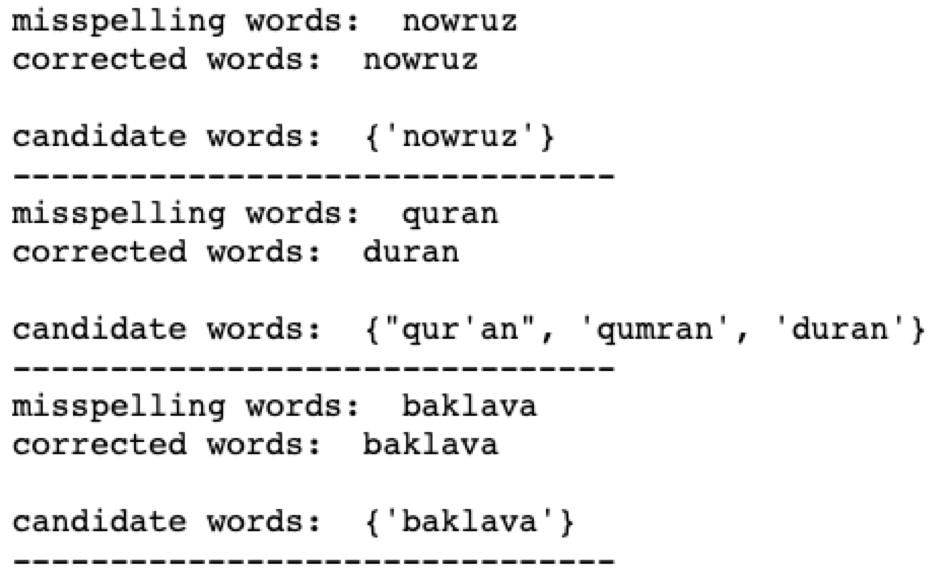 misspelling words:  nowruz
corrected words:  nowruz
candidate words:  {'nowruz'}
-------------------------------
misspelling words:  quran
corrected words:  duran
candidate words:  {"qur'an", 'qumran', 'duran'}
-------------------------------
misspelling words:  baklava
corrected words:  baklava
candidate words:  {'baklava'}
-------------------------------